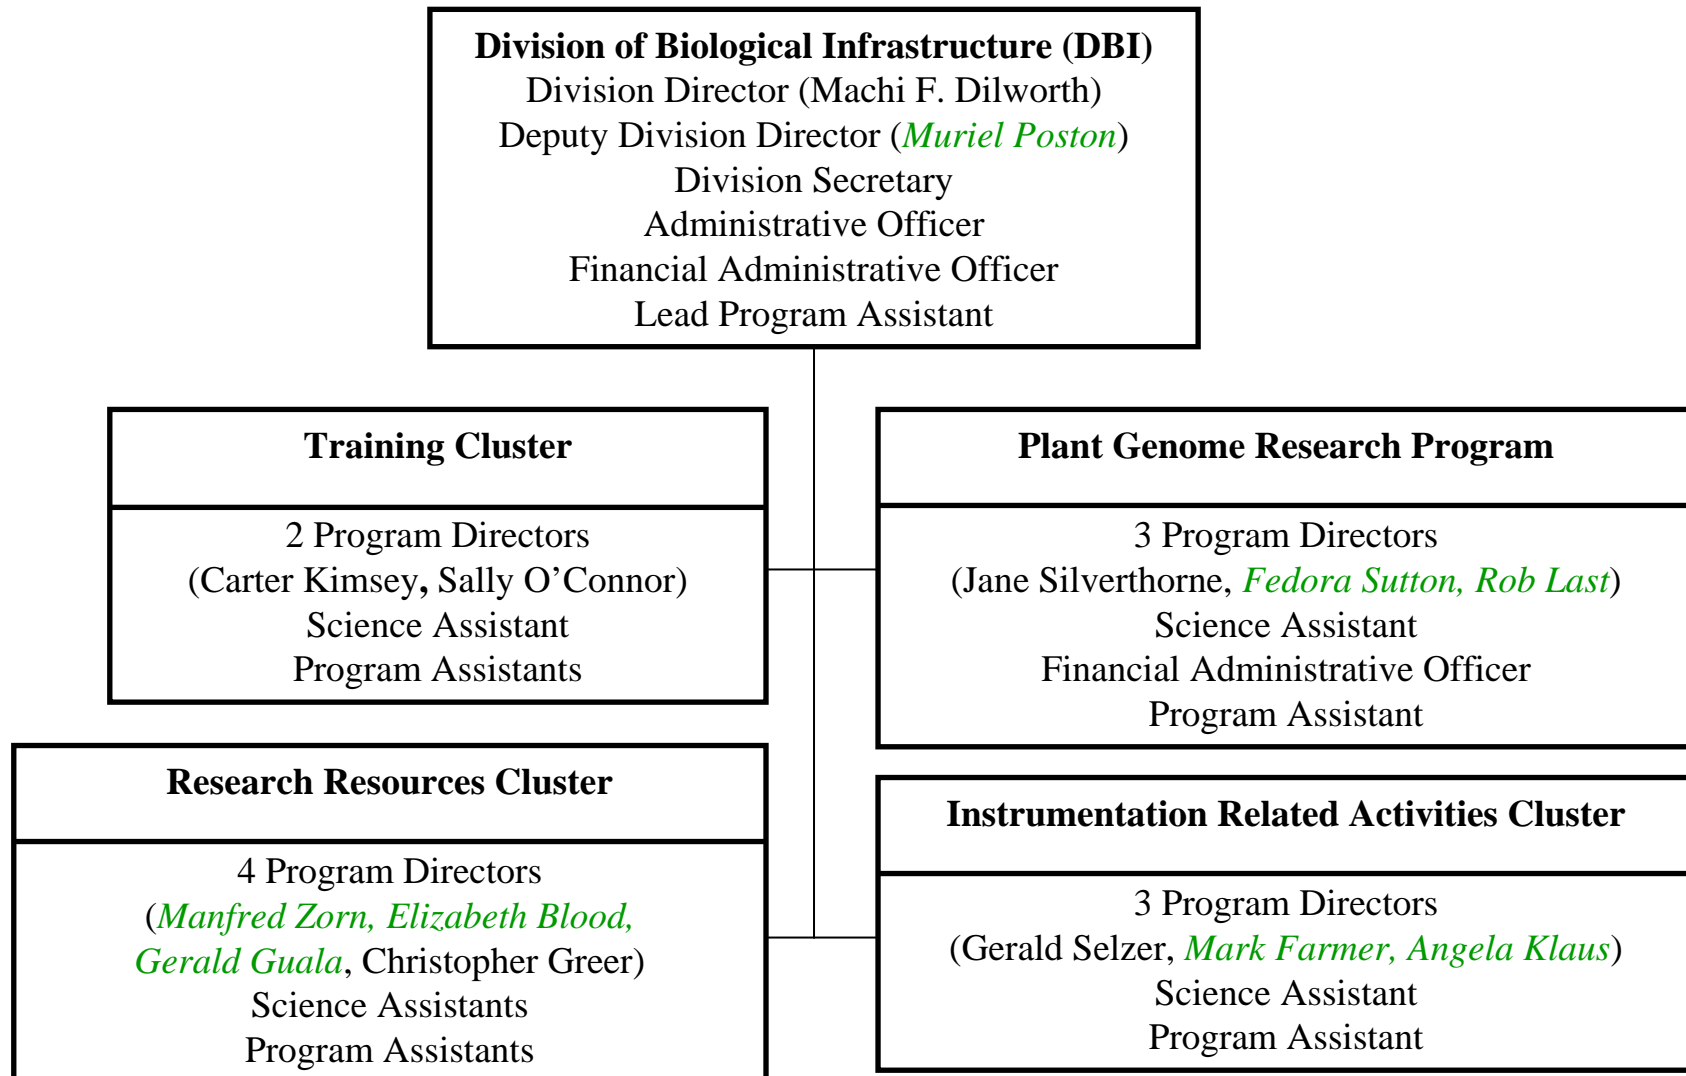 Division of Biological Infrastructure (DBI)
Division Director (Machi F. Dilworth)
Deputy Division Director (Muriel Poston)
Division Secretary
Administrative Officer
Financial Administrative Officer
Lead Program Assistant
Training Cluster
2 Program Directors
(Carter Kimsey, Sally O’Connor)
Science Assistant
Program Assistants
Plant Genome Research Program
3 Program Directors
(Jane Silverthorne, Fedora Sutton, Rob Last)
Science Assistant
Financial Administrative Officer
Program Assistant
Research Resources Cluster
4 Program Directors
(Manfred Zorn, Elizabeth Blood,
Gerald Guala, Christopher Greer)
Science Assistants
Program Assistants
Instrumentation Related Activities Cluster
3 Program Directors
(Gerald Selzer, Mark Farmer, Angela Klaus)
Science Assistant
Program Assistant